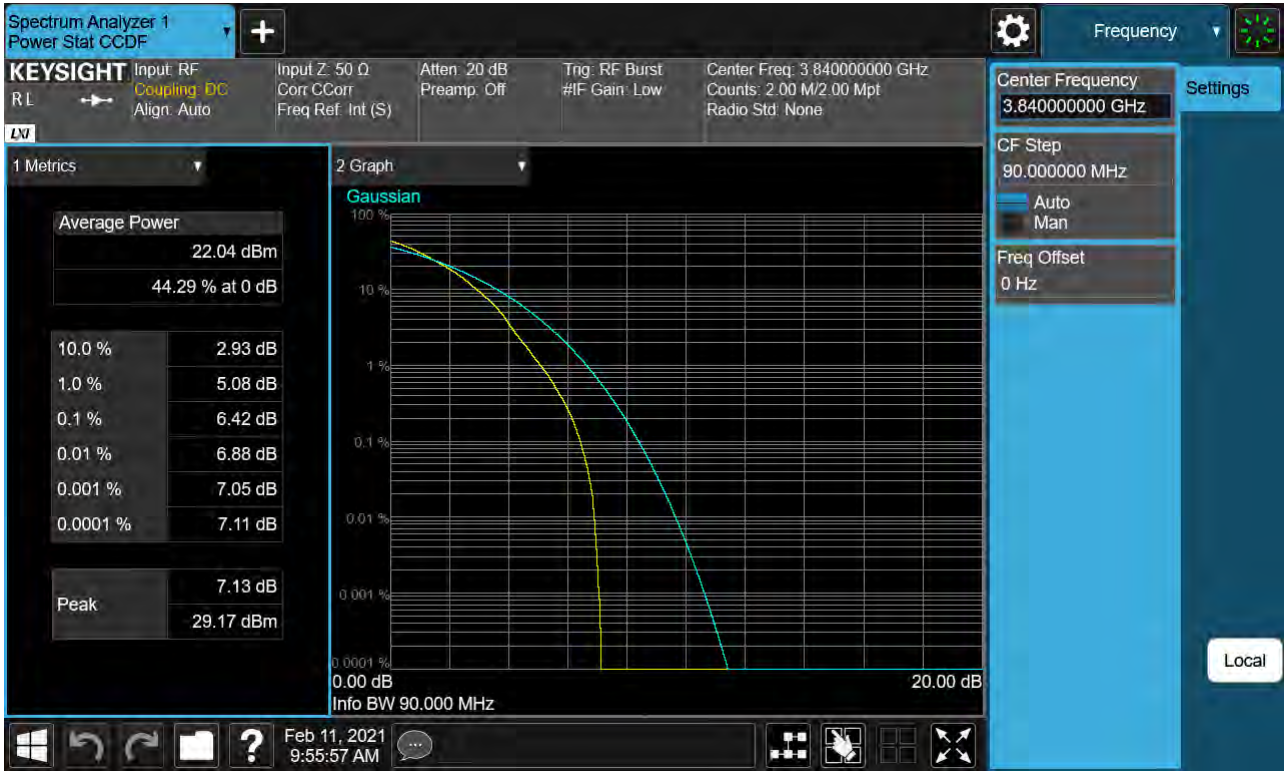 Spectrum Analyzer 1
Power Stat CCDF
Frequency
KEYSIGHT
RL
LXI
Input: RF
Coupling: DC
Align: Auto
Input Z: 50 Ω
Corr CCorr
Freq Ref: Int (S)
Atten: 20 dB
Preamp: Off
Trig: RF Burst
#IF Gain: Low
Center Freq: 3.840000000 GHz
Counts: 2.00 M/2.00 Mpt
Radio Std: None
Center Frequency
3.840000000 GHz
Settings
CF Step
90.000000 MHz
Auto
Man
Freq Offset
0 Hz
Local
1 Metrics
Average Power
22.04 dBm
44.29 % at 0 dB
10.0 % 2.93 dB
1.0 % 5.08 dB
0.1 % 6.42 dB
0.01 % 6.88 dB
0.001 % 7.05 dB
0.0001 % 7.11 dB
Peak
7.13 dB
29.17 dBm
2 Graph
Gaussian
100 %
10 %
1 %
0.1 %
0.01 %
0.001 %
0.0001 %
0.00 dB 20.00 dB
Info BW 90.000 MHz
?
Feb 11, 2021
9:55:57 AM